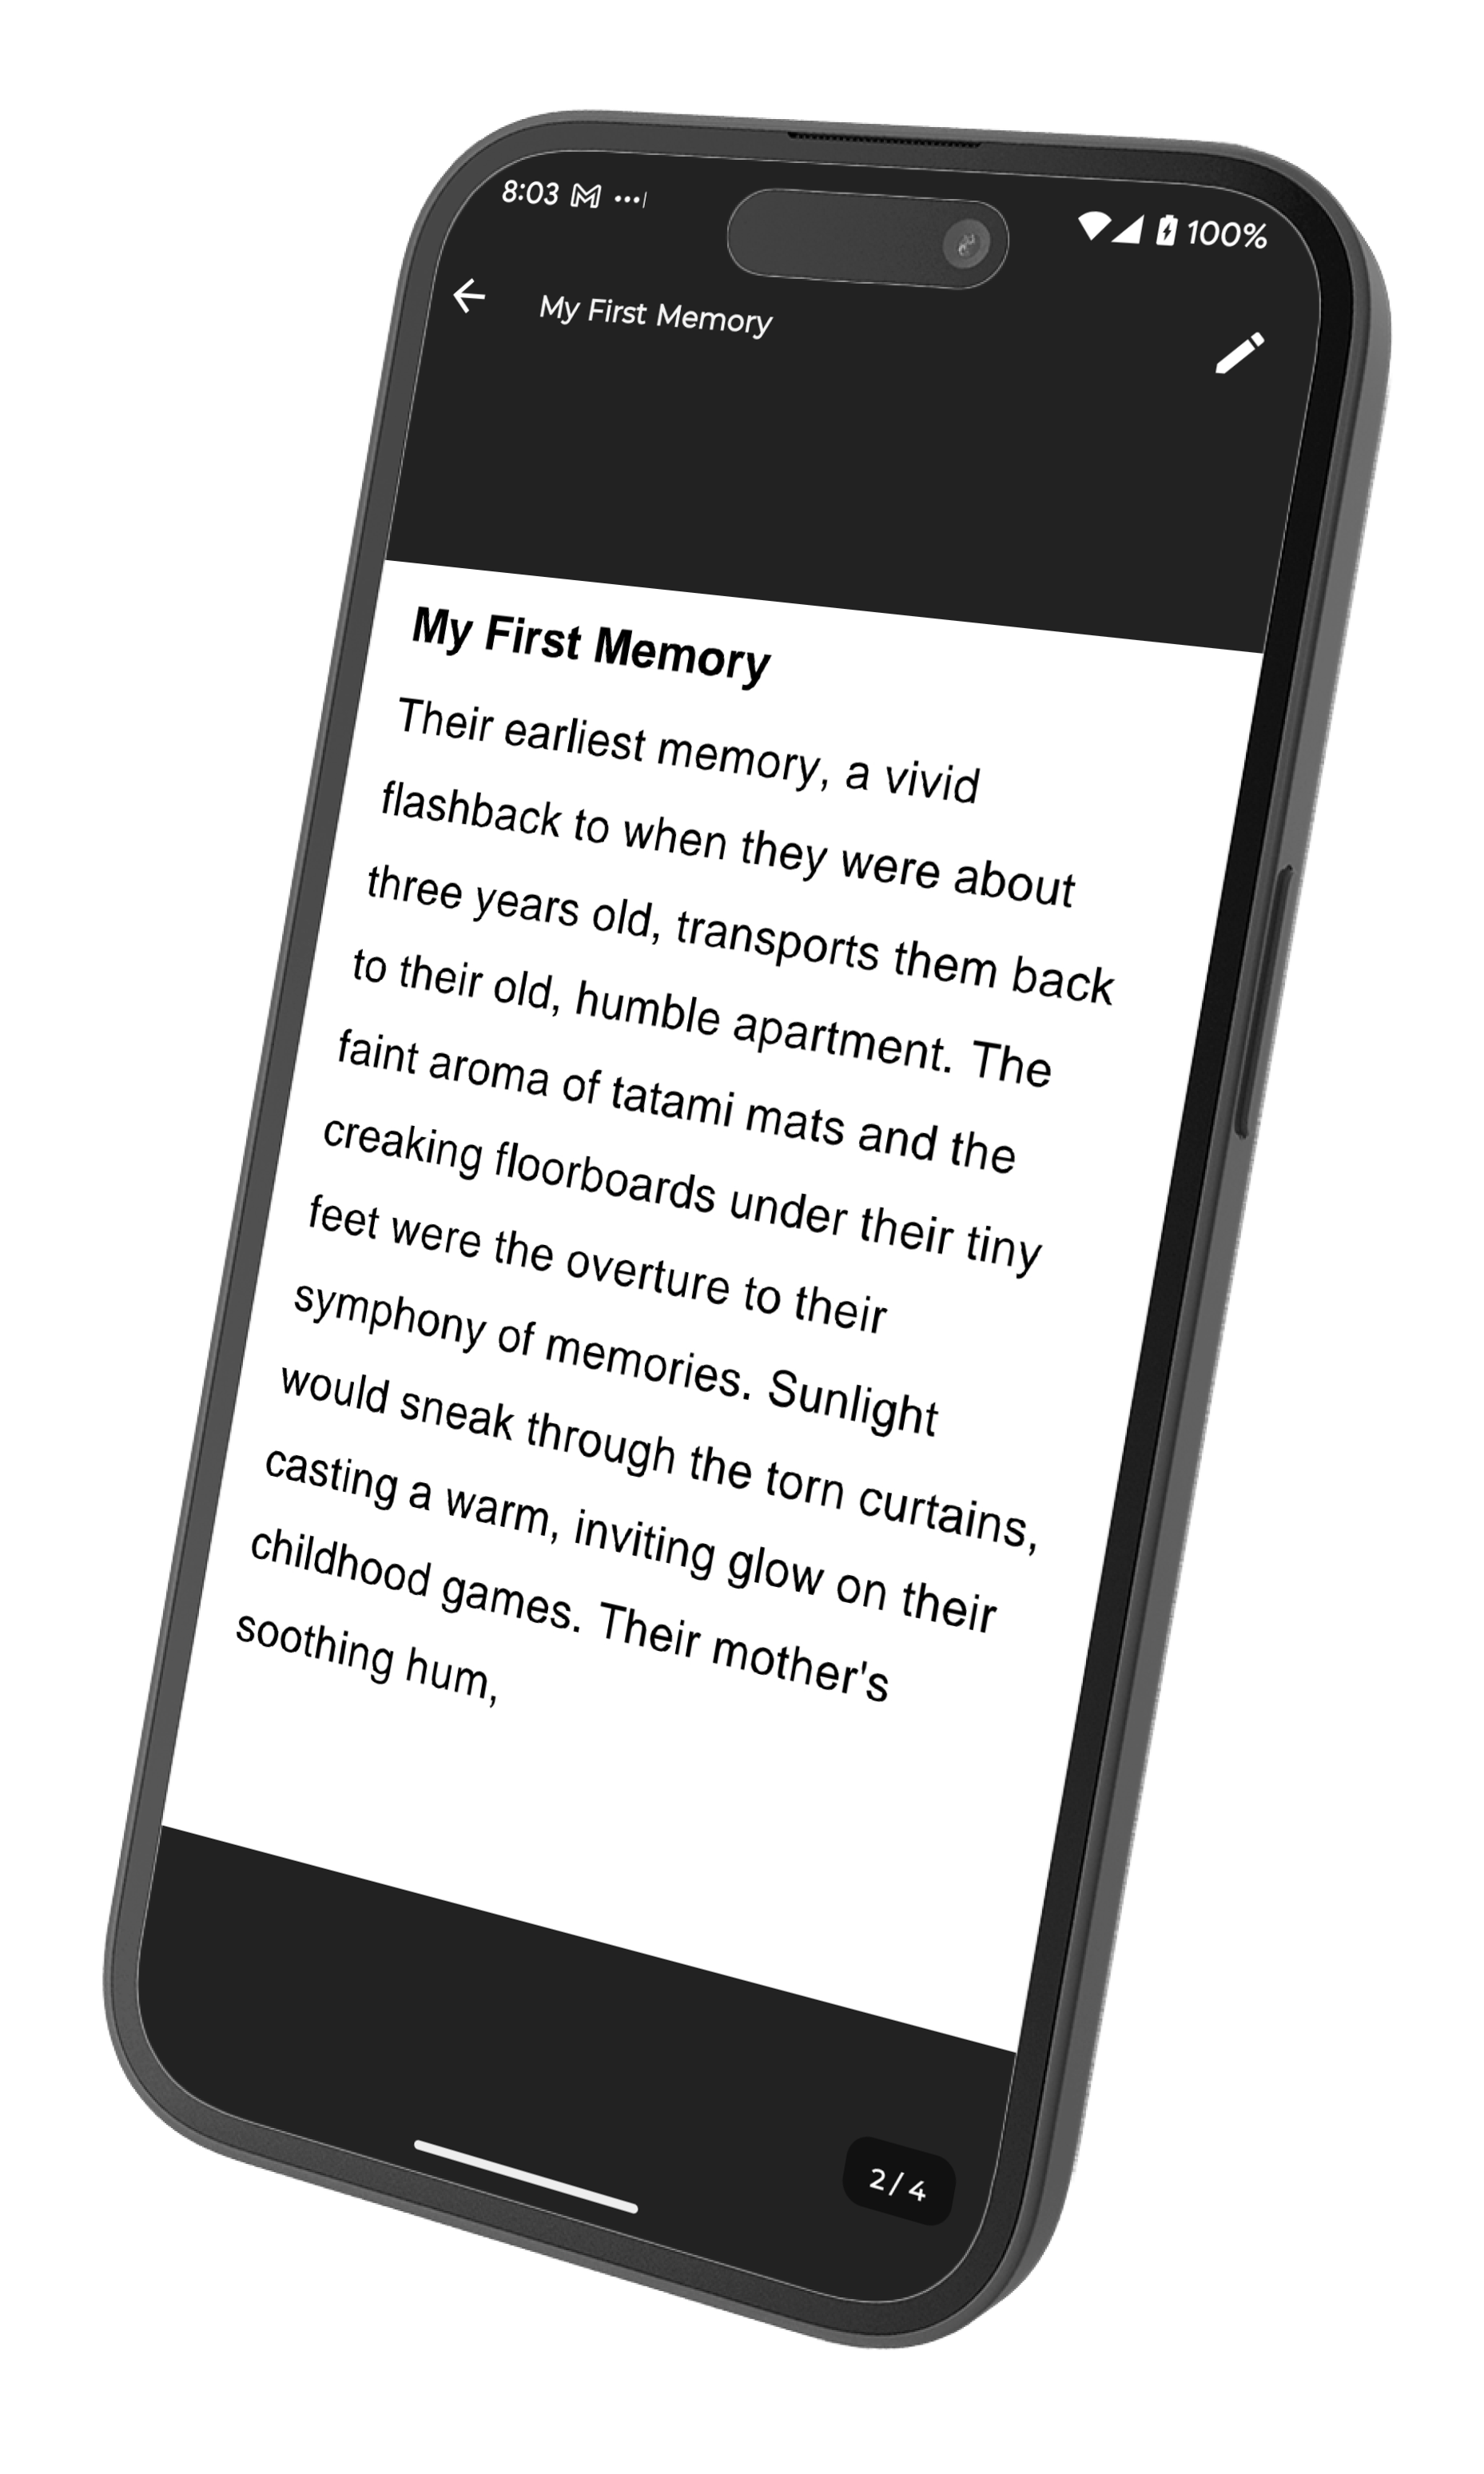 8:03
100%
My First Memory
My First Memory
Their earliest memory, a vivid
flashback to when they were about
three years old, transports them back
to their old, humble apartment. The
faint aroma of tatami mats and the
creaking floorboards under their tiny
feet were the overture to their
symphony of memories. Sunlight
would sneak through the torn curtains,
casting a warm, inviting glow on their
childhood games. Their mother's
soothing hum,
2 / 4